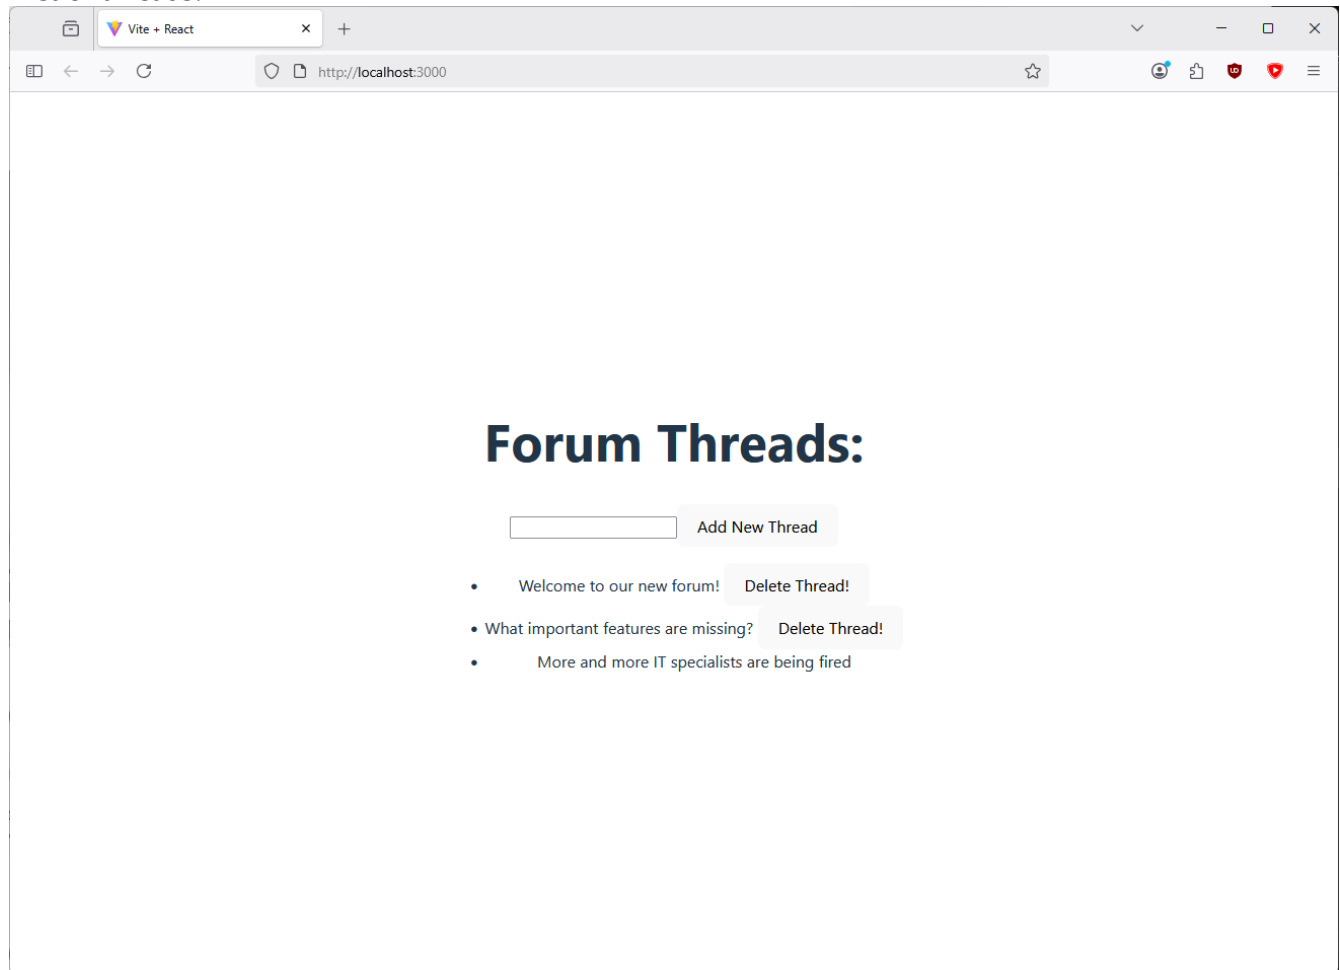 Vite + React
http://localhost:3000
Forum Threads:
Add New Thread
• Welcome to our new forum! Delete Thread!
• What important features are missing? Delete Thread!
• More and more IT specialists are being fired